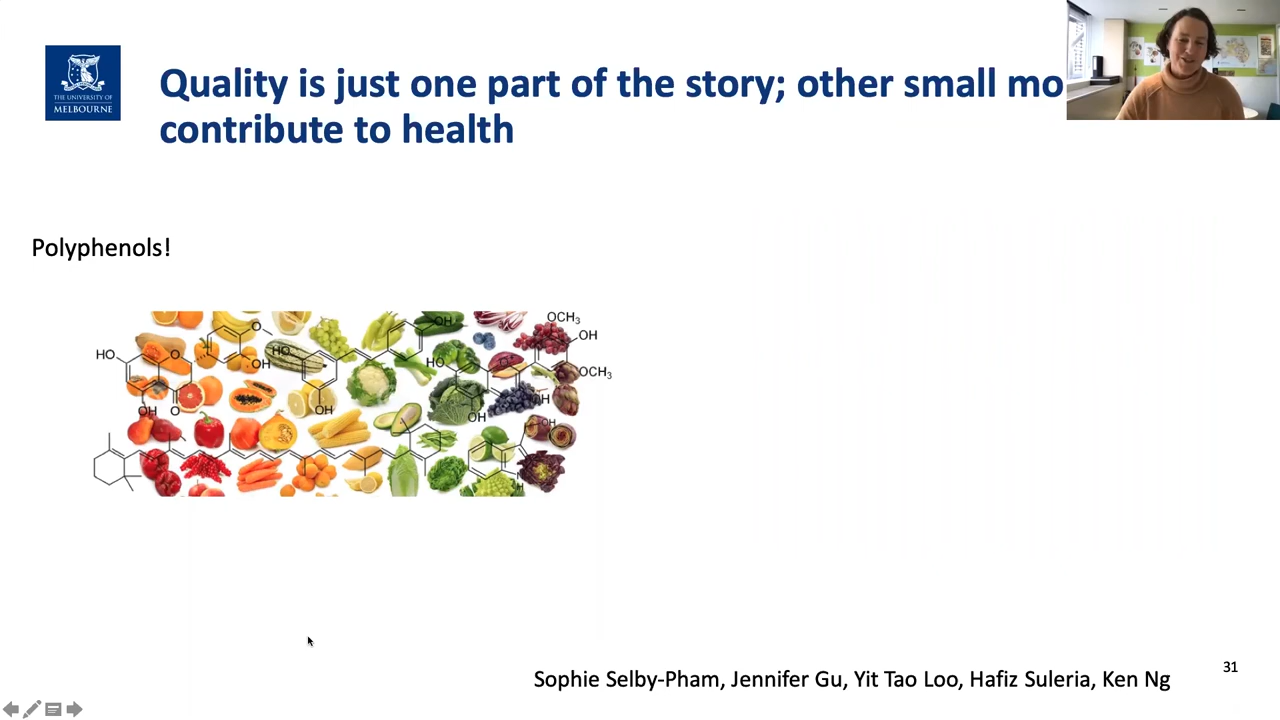 THE UNIVERSITY OF
MELBOURNE
Quality is just one part of the story; other small mo
contribute to health
Polyphenols!
OCH3
OH
HO
O
O
OH
HO
OH
HO
OCH3
OH
O
OH
OH
OH
Sophie Selby-Pham, Jennifer Gu, Yit Tao Loo, Hafiz Suleria, Ken Ng
31